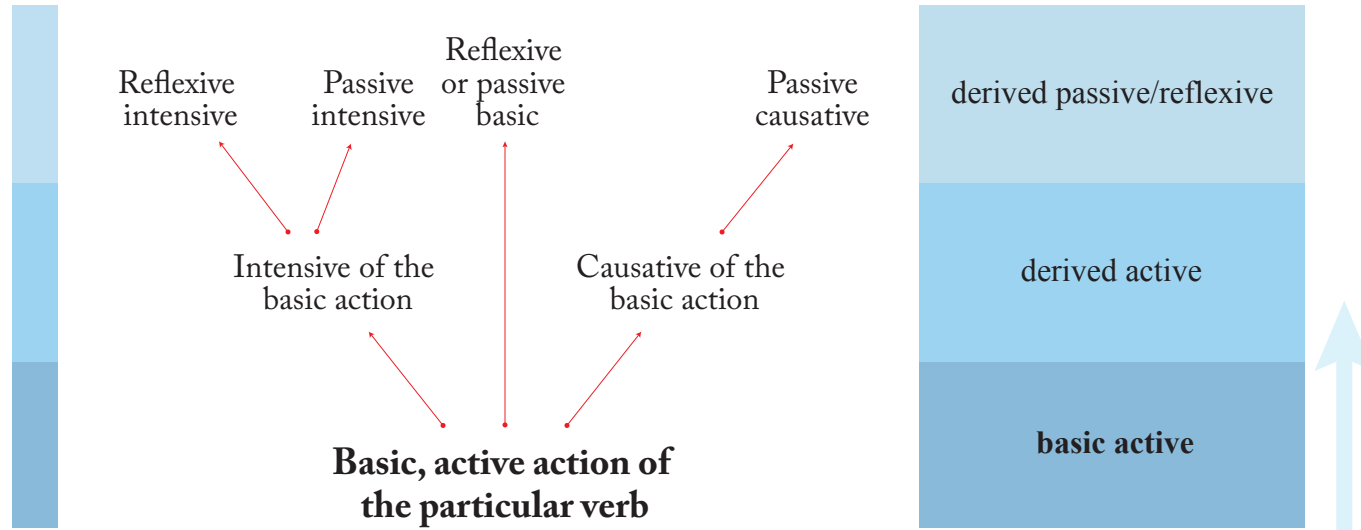 Reflexive
intensive
Passive
intensive
Reflexive
or passive
basic
Passive
causative
derived passive/reflexive
Intensive of the
basic action
Causative of the
basic action
derived active
Basic, active action of
the particular verb
basic active